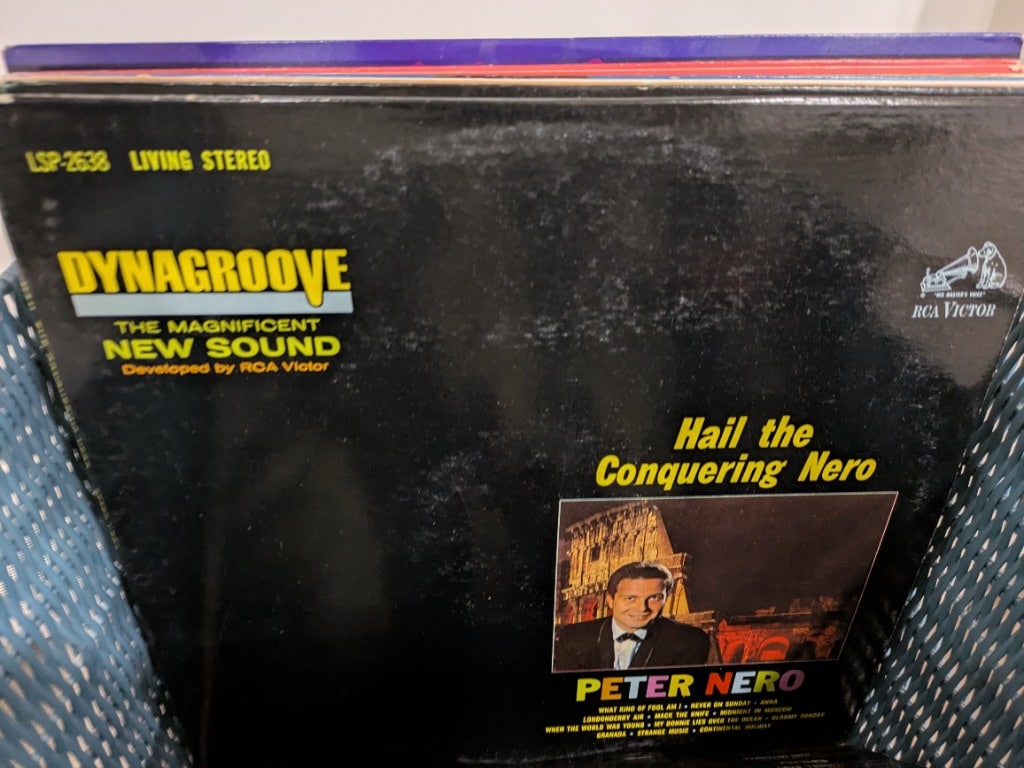 LSP-2638 LIVING STEREO
DYNAGROOVE
THE MAGNIFICENT
NEW SOUND
Developed by RCA Victor
"HIS MASTER'S VOICE"
RCA VICTOR
Hail the
Conquering Nero
PETER NERO
WHAT KIND OF FOOL AM I • NEVER ON SUNDAY • ANNA
LONDONDERRY AIR • MACK THE KNIFE • MIDNIGHT IN MOSCOW
WHEN THE WORLD WAS YOUNG • MY BONNIE LIES OVER THE OCEAN • GLOOMY SUNDAY
GRANADA • STRANGE MUSIC • CONTINENTAL HOLIDAY